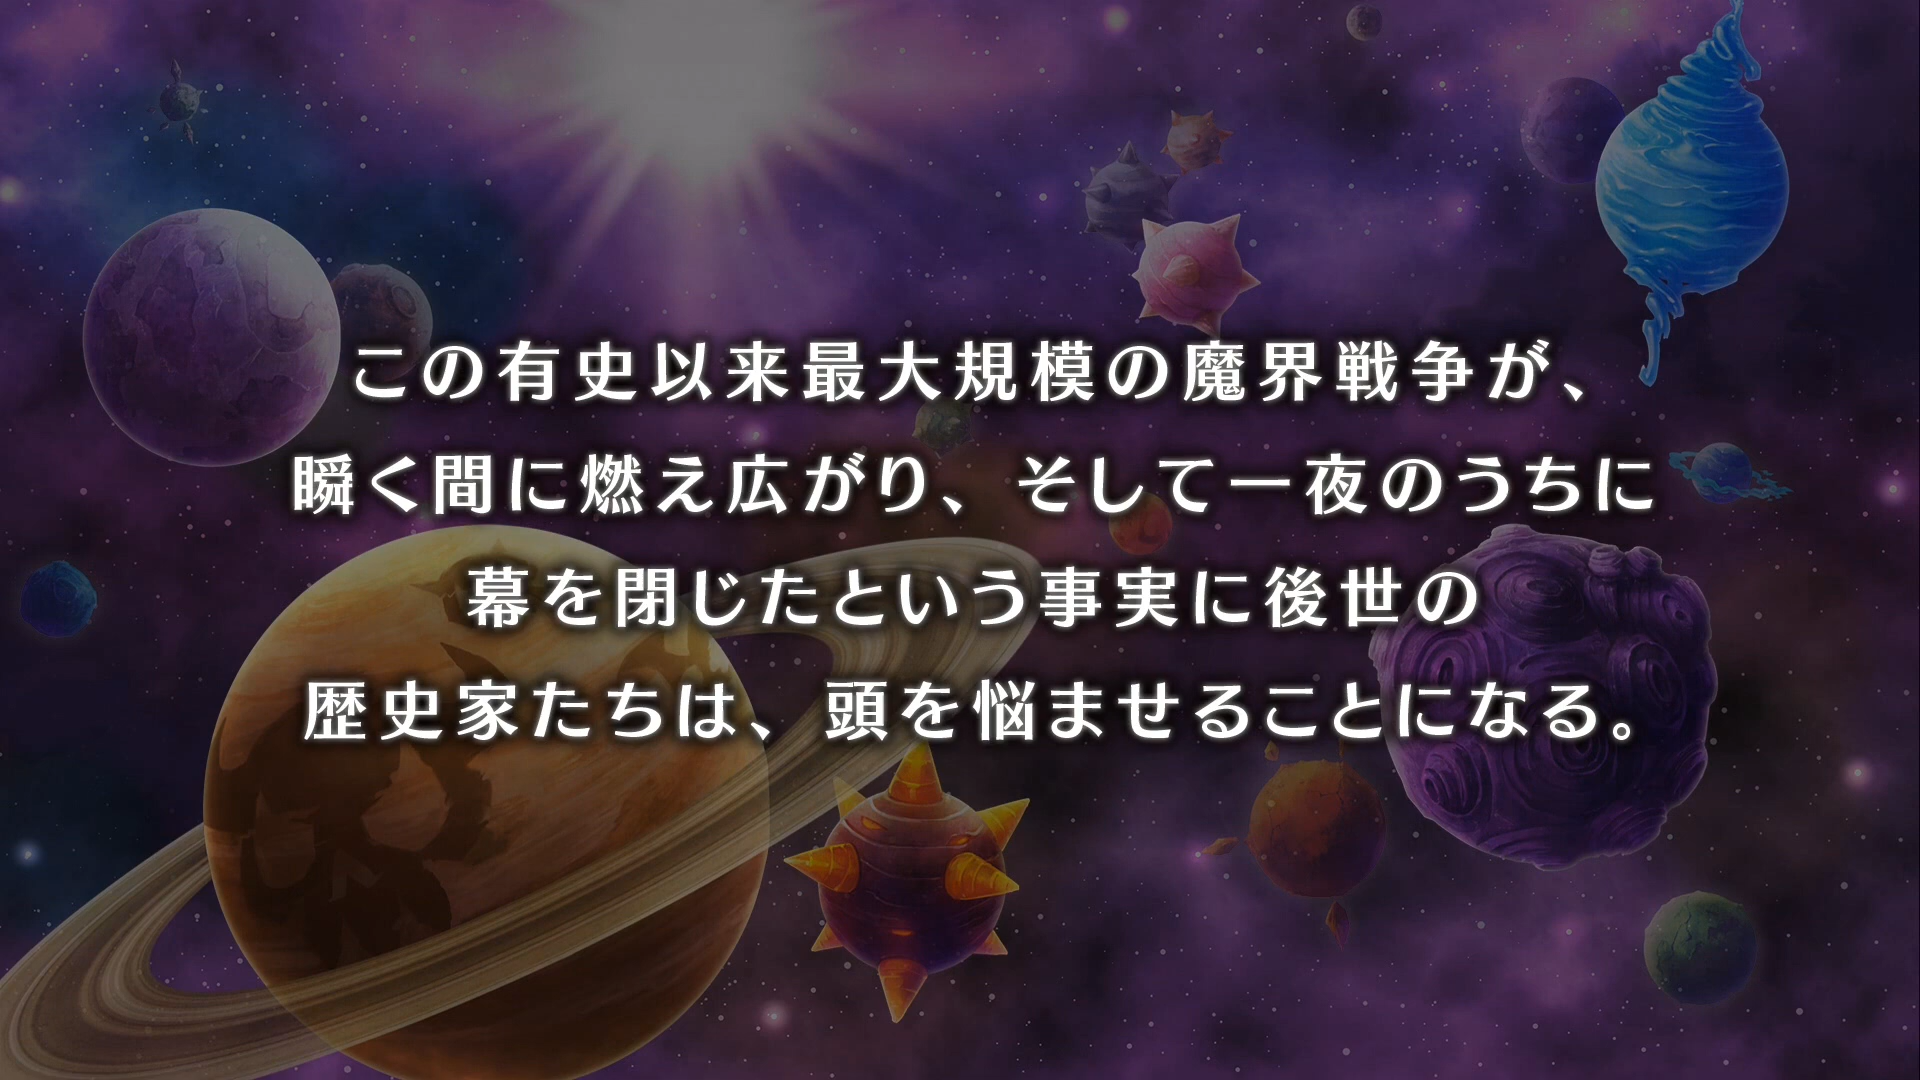 この有史以来最大規模の魔界戦争が、
瞬く間に燃え広がり、そして一夜のうちに
幕を閉じたという事実に後世の
歴史家たちは、頭を悩ませることになる。